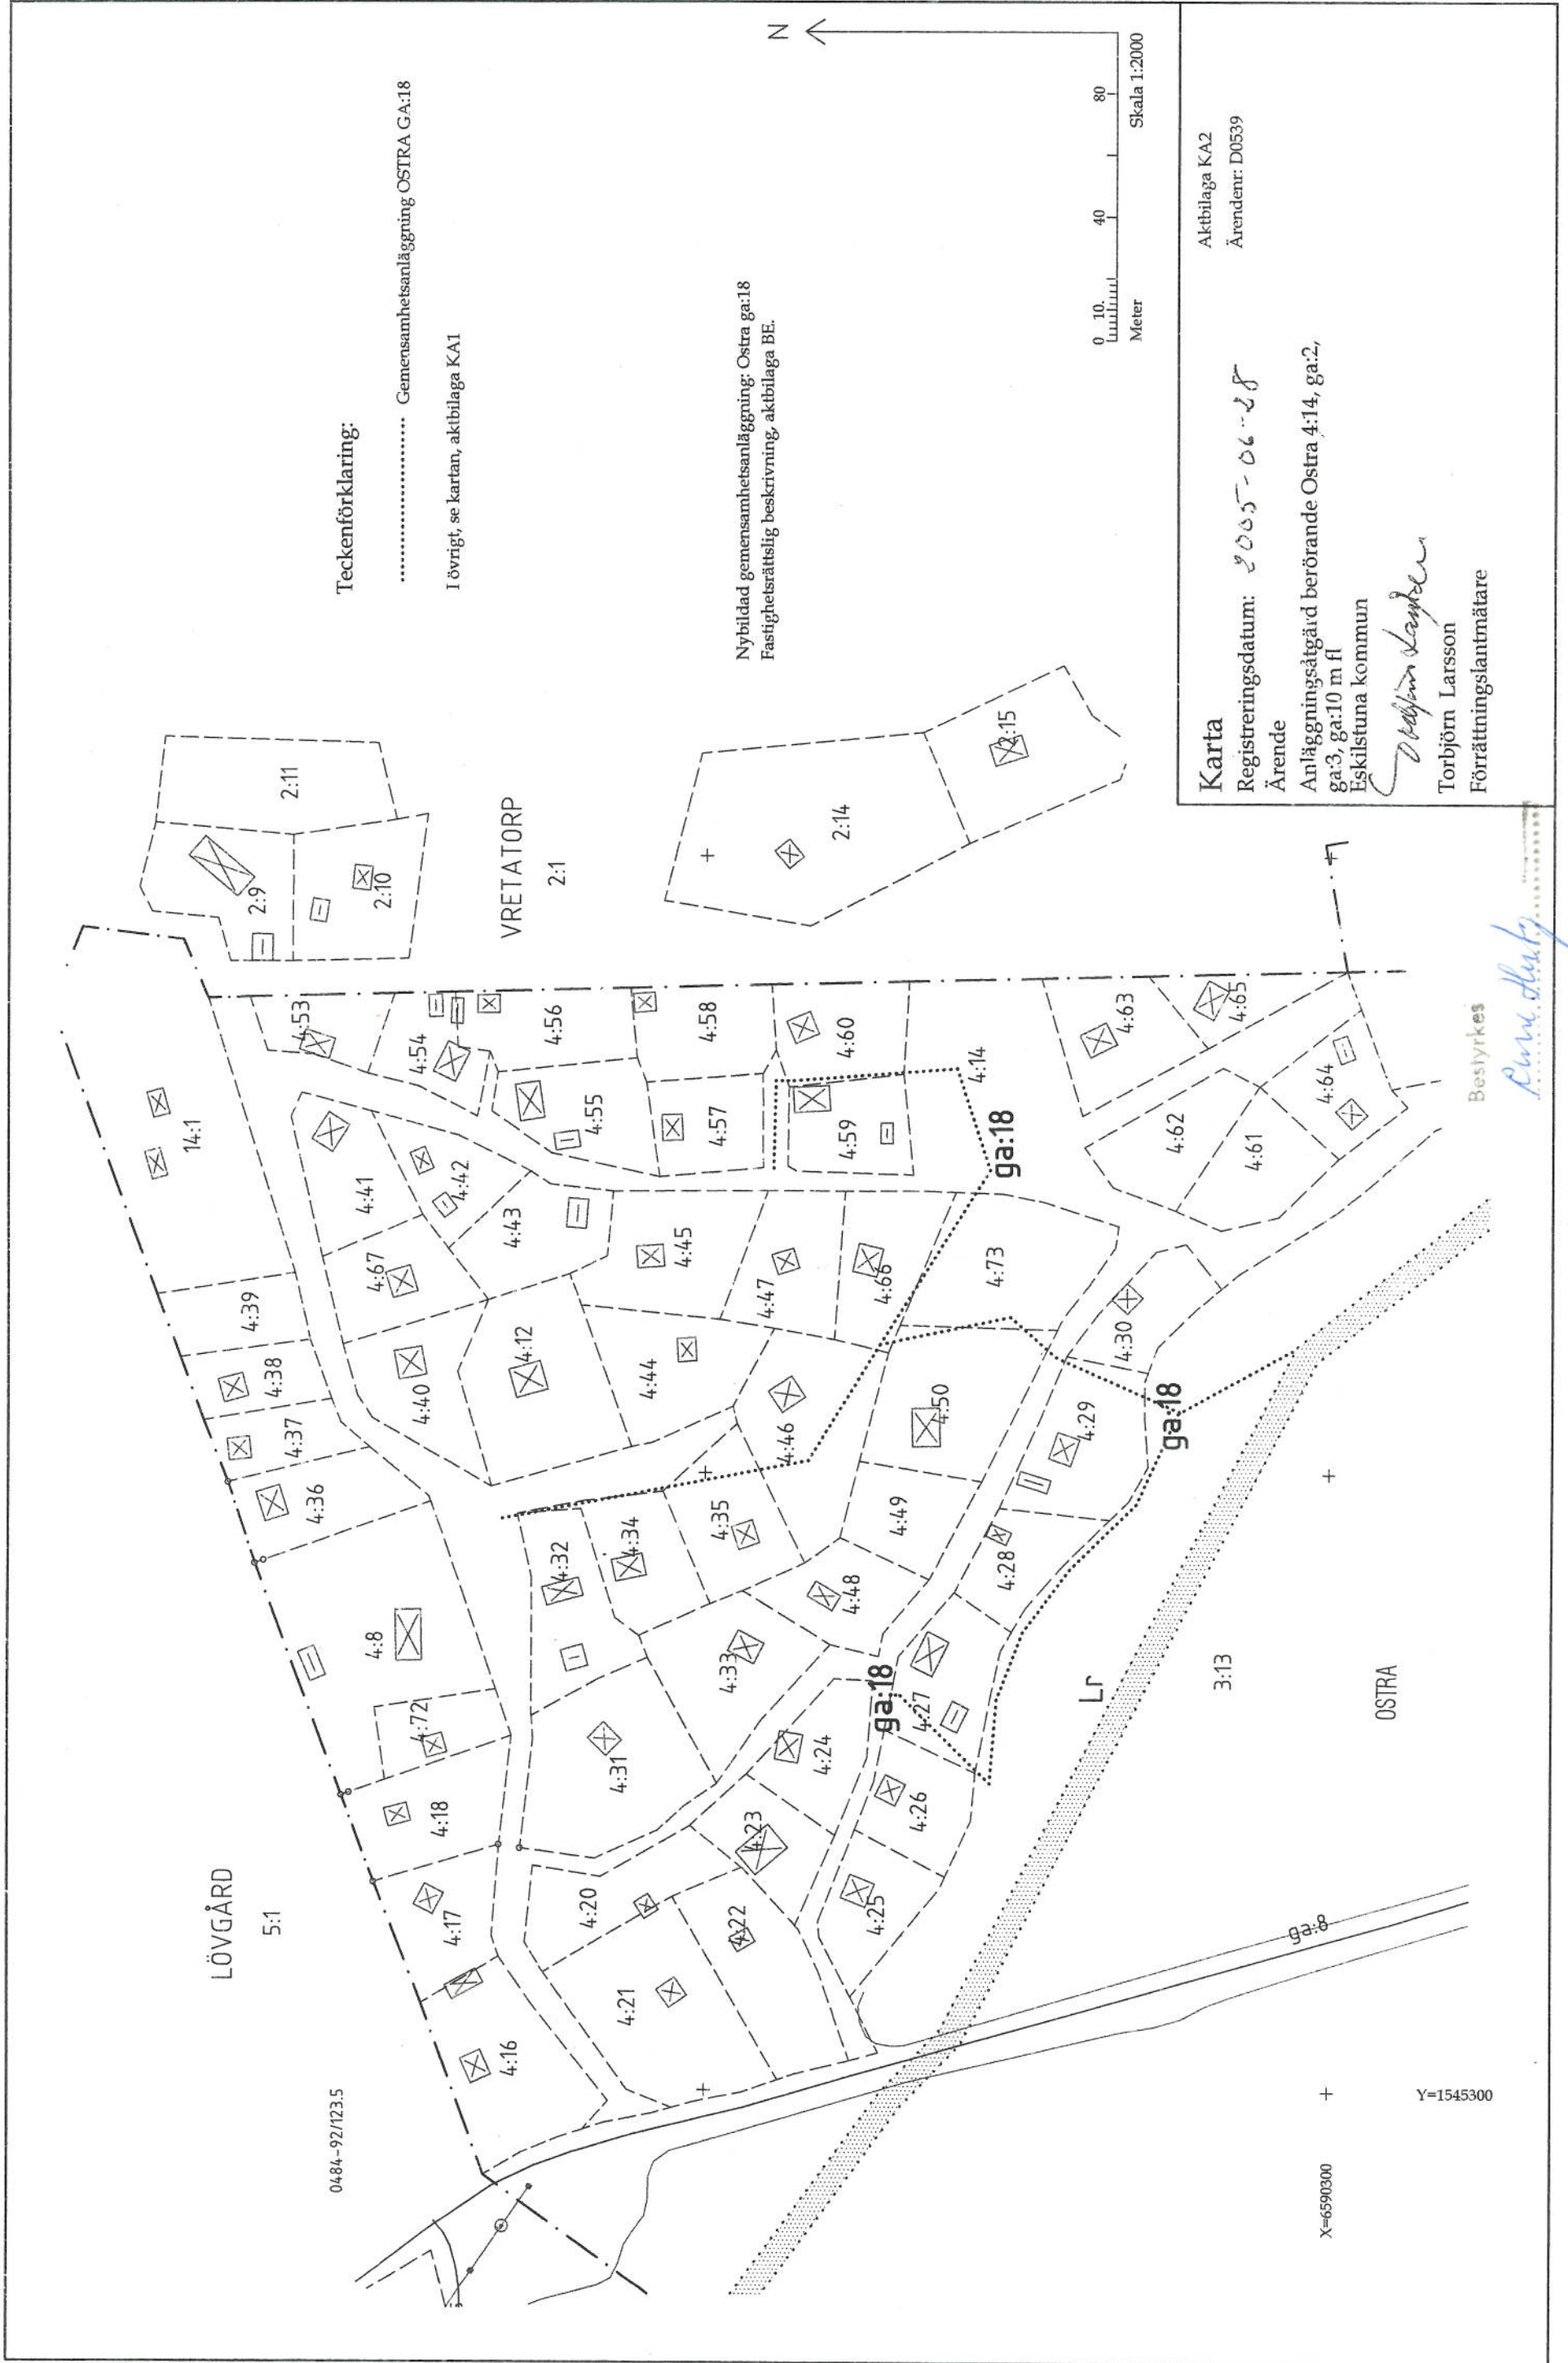 Teckenförklaring:
.............................. Gemensamhetsanläggning OSTRA GA:18
I övrigt, se kartan, aktbilaga KA1
Nybildad gemensamhetsanläggning: Ostra ga:18
Fastighetsrättslig beskrivning, aktbilaga BE.
N
0 10. 40 80
Meter
Skala 1:2000
Karta
Aktbilaga KA2
Registreringsdatum: 2005-06-28
Ärendenr: D0539
Ärende
Anläggningsåtgärd berörande Ostra 4:14, ga:2,
ga:3, ga:10 m fl
Eskilstuna kommun
Torbjörn Larsson
Förrättningslantmätare
Bestyrkes
0484-92/123.5
LÖVGÅRD
5:1
VRETATORP
2:1
2:9
2:10
2:11
2:14
2:15
14:1
4:39
4:38
4:37
4:36
4:8
4:72
4:18
4:17
4:16
4:53
4:54
4:56
4:55
4:58
4:57
4:60
4:59
4:14
4:63
4:65
4:64
4:62
4:61
4:41
4:42
4:67
4:43
4:40
4:12
4:45
4:44
4:47
4:66
4:73
4:46
4:50
4:30
4:29
4:32
4:34
4:35
4:49
4:48
4:28
4:33
4:31
4:27
4:24
4:23
4:26
4:25
4:20
4:21
4:22
ga:18
ga:18
ga:18
Lr
3:13
OSTRA
ga:8
X=6590300
Y=1545300